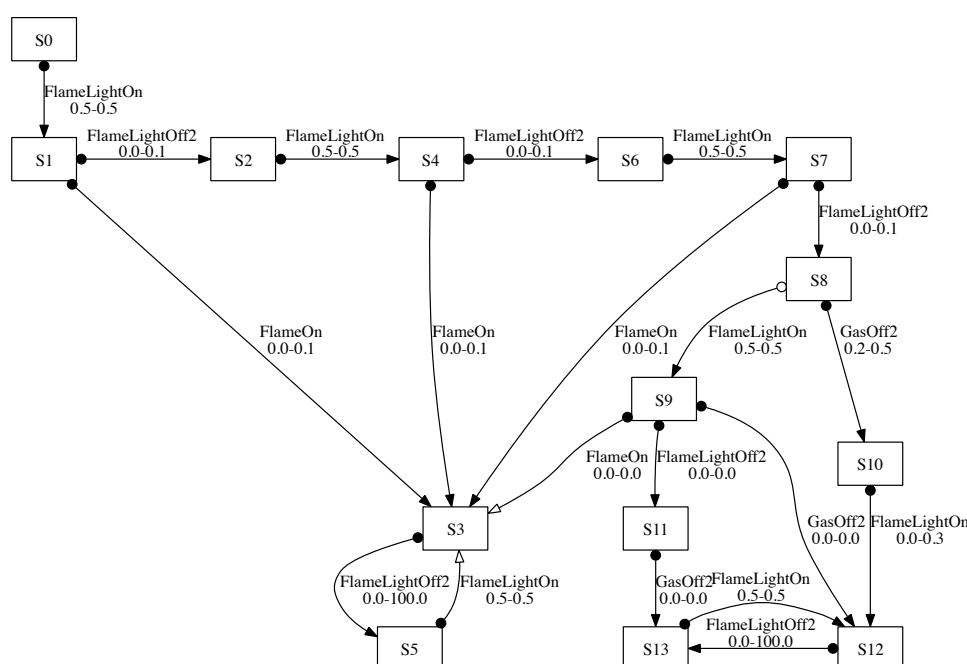 S0
FlameLightOn
0.5-0.5
S1
FlameLightOff2
0.0-0.1
S2
FlameLightOn
0.5-0.5
S4
FlameLightOff2
0.0-0.1
S6
FlameLightOn
0.5-0.5
S7
FlameLightOff2
0.0-0.1
S8
FlameOn
0.0-0.1
FlameOn
0.0-0.1
FlameOn
0.0-0.1
FlameLightOn
0.5-0.5
GasOff2
0.2-0.5
S9
FlameOn
0.0-0.0
FlameLightOff2
0.0-0.0
S10
S3
S11
GasOff2
0.0-0.0
FlameLightOn
0.0-0.3
FlameLightOff2
0.0-100.0
FlameLightOn
0.5-0.5
GasOff2
0.0-0.0
FlameLightOn
0.5-0.5
FlameLightOff2
0.0-100.0
S5
S13
S12